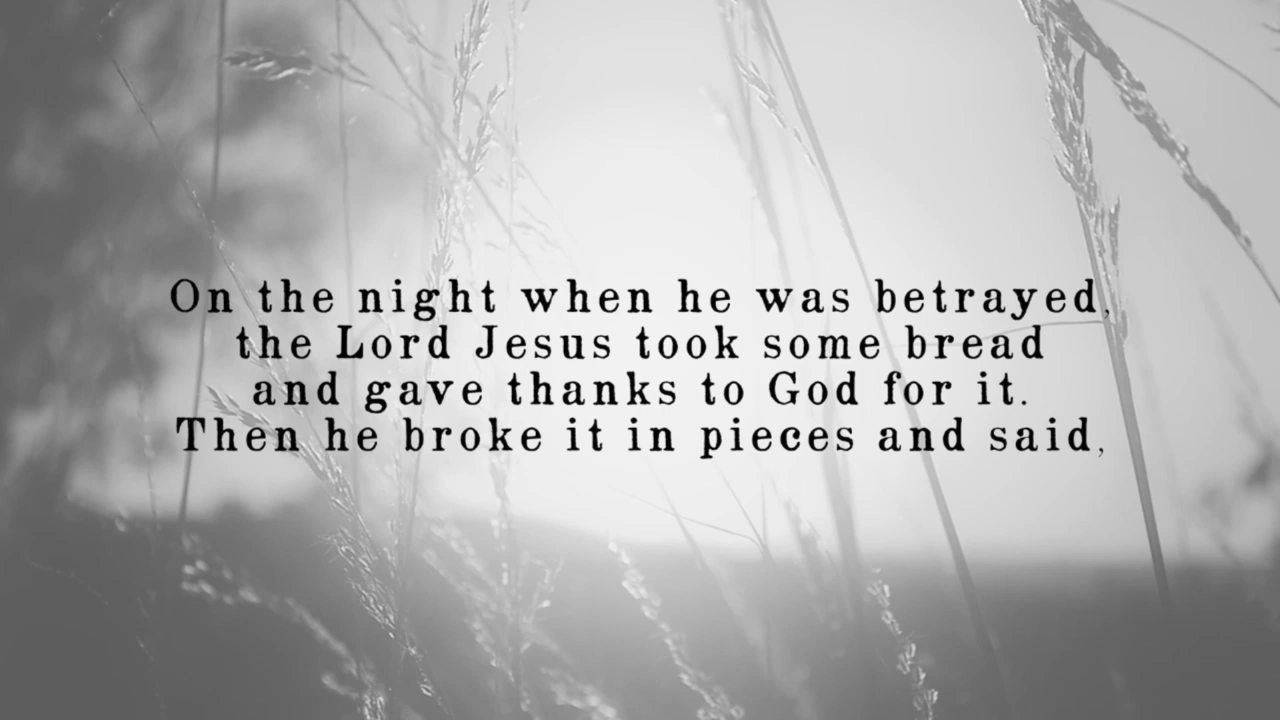 On the night when he was betrayed,
the Lord Jesus took some bread
and gave thanks to God for it.
Then he broke it in pieces and said,